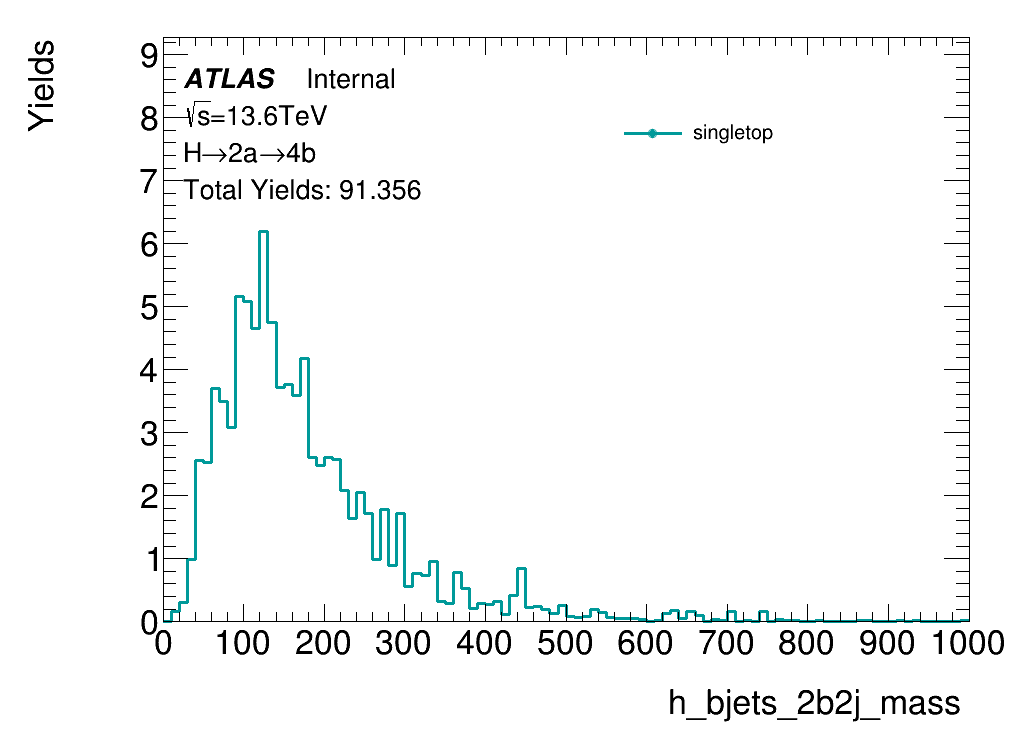 Yields
ATLAS Internal
√s=13.6TeV
H→2a→4b
Total Yields: 91.356
singletop
9
8
7
6
5
4
3
2
1
0
0 100 200 300 400 500 600 700 800 900 1000
h_bjets_2b2j_mass